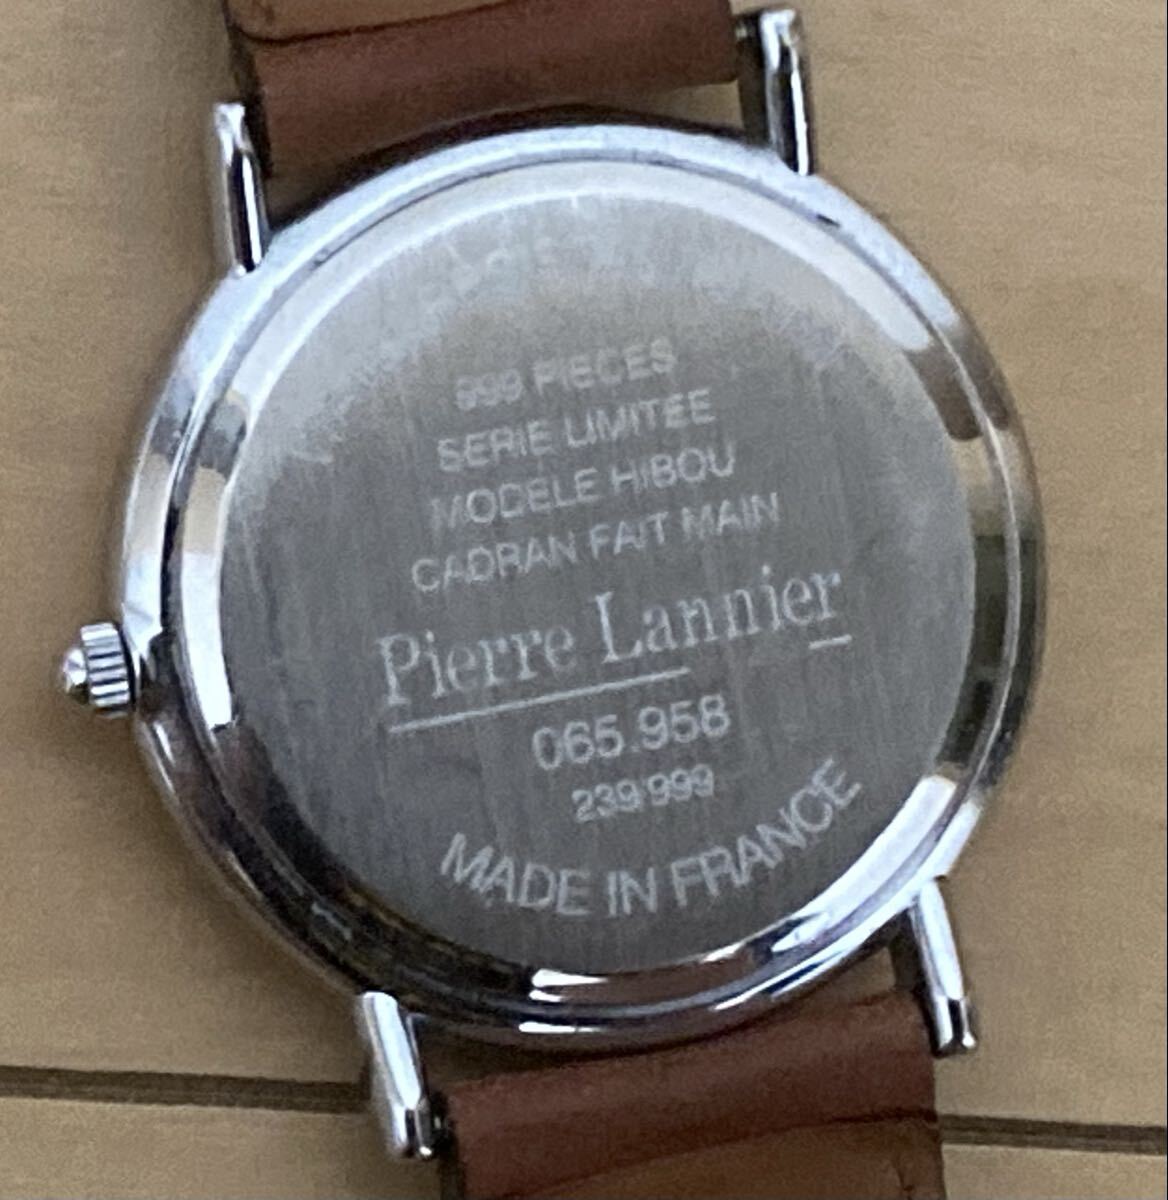 999 PIECES
SERIE LIMITEE
MODELE HIBOU
CADRAN FAIT MAIN
Pierre Lannier
065.958
239/999
MADE IN FRANCE